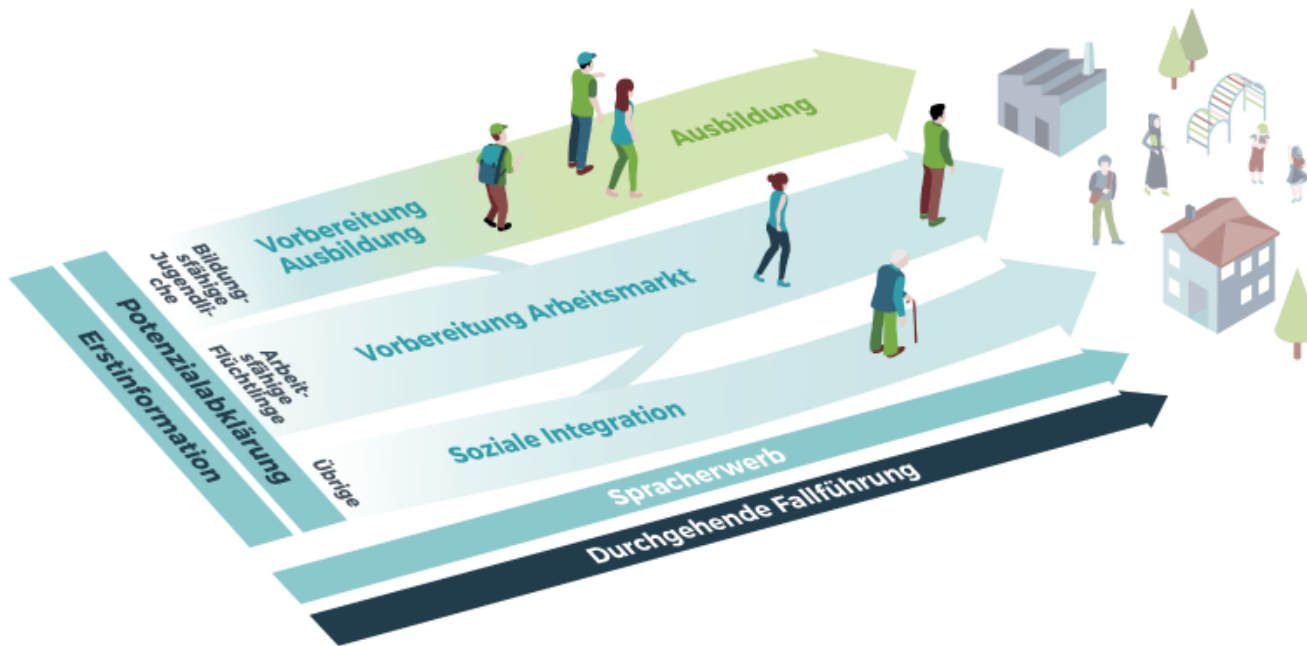 Erstinformation
Potenzialabklärung
Bildung-
sfähige
Jugendli-
che
Vorbereitung
Ausbildung
Ausbildung
Arbeit-
sfähige
Flüchtlinge
Vorbereitung Arbeitsmarkt
Übrige
Soziale Integration
Spracherwerb
Durchgehende Fallführung